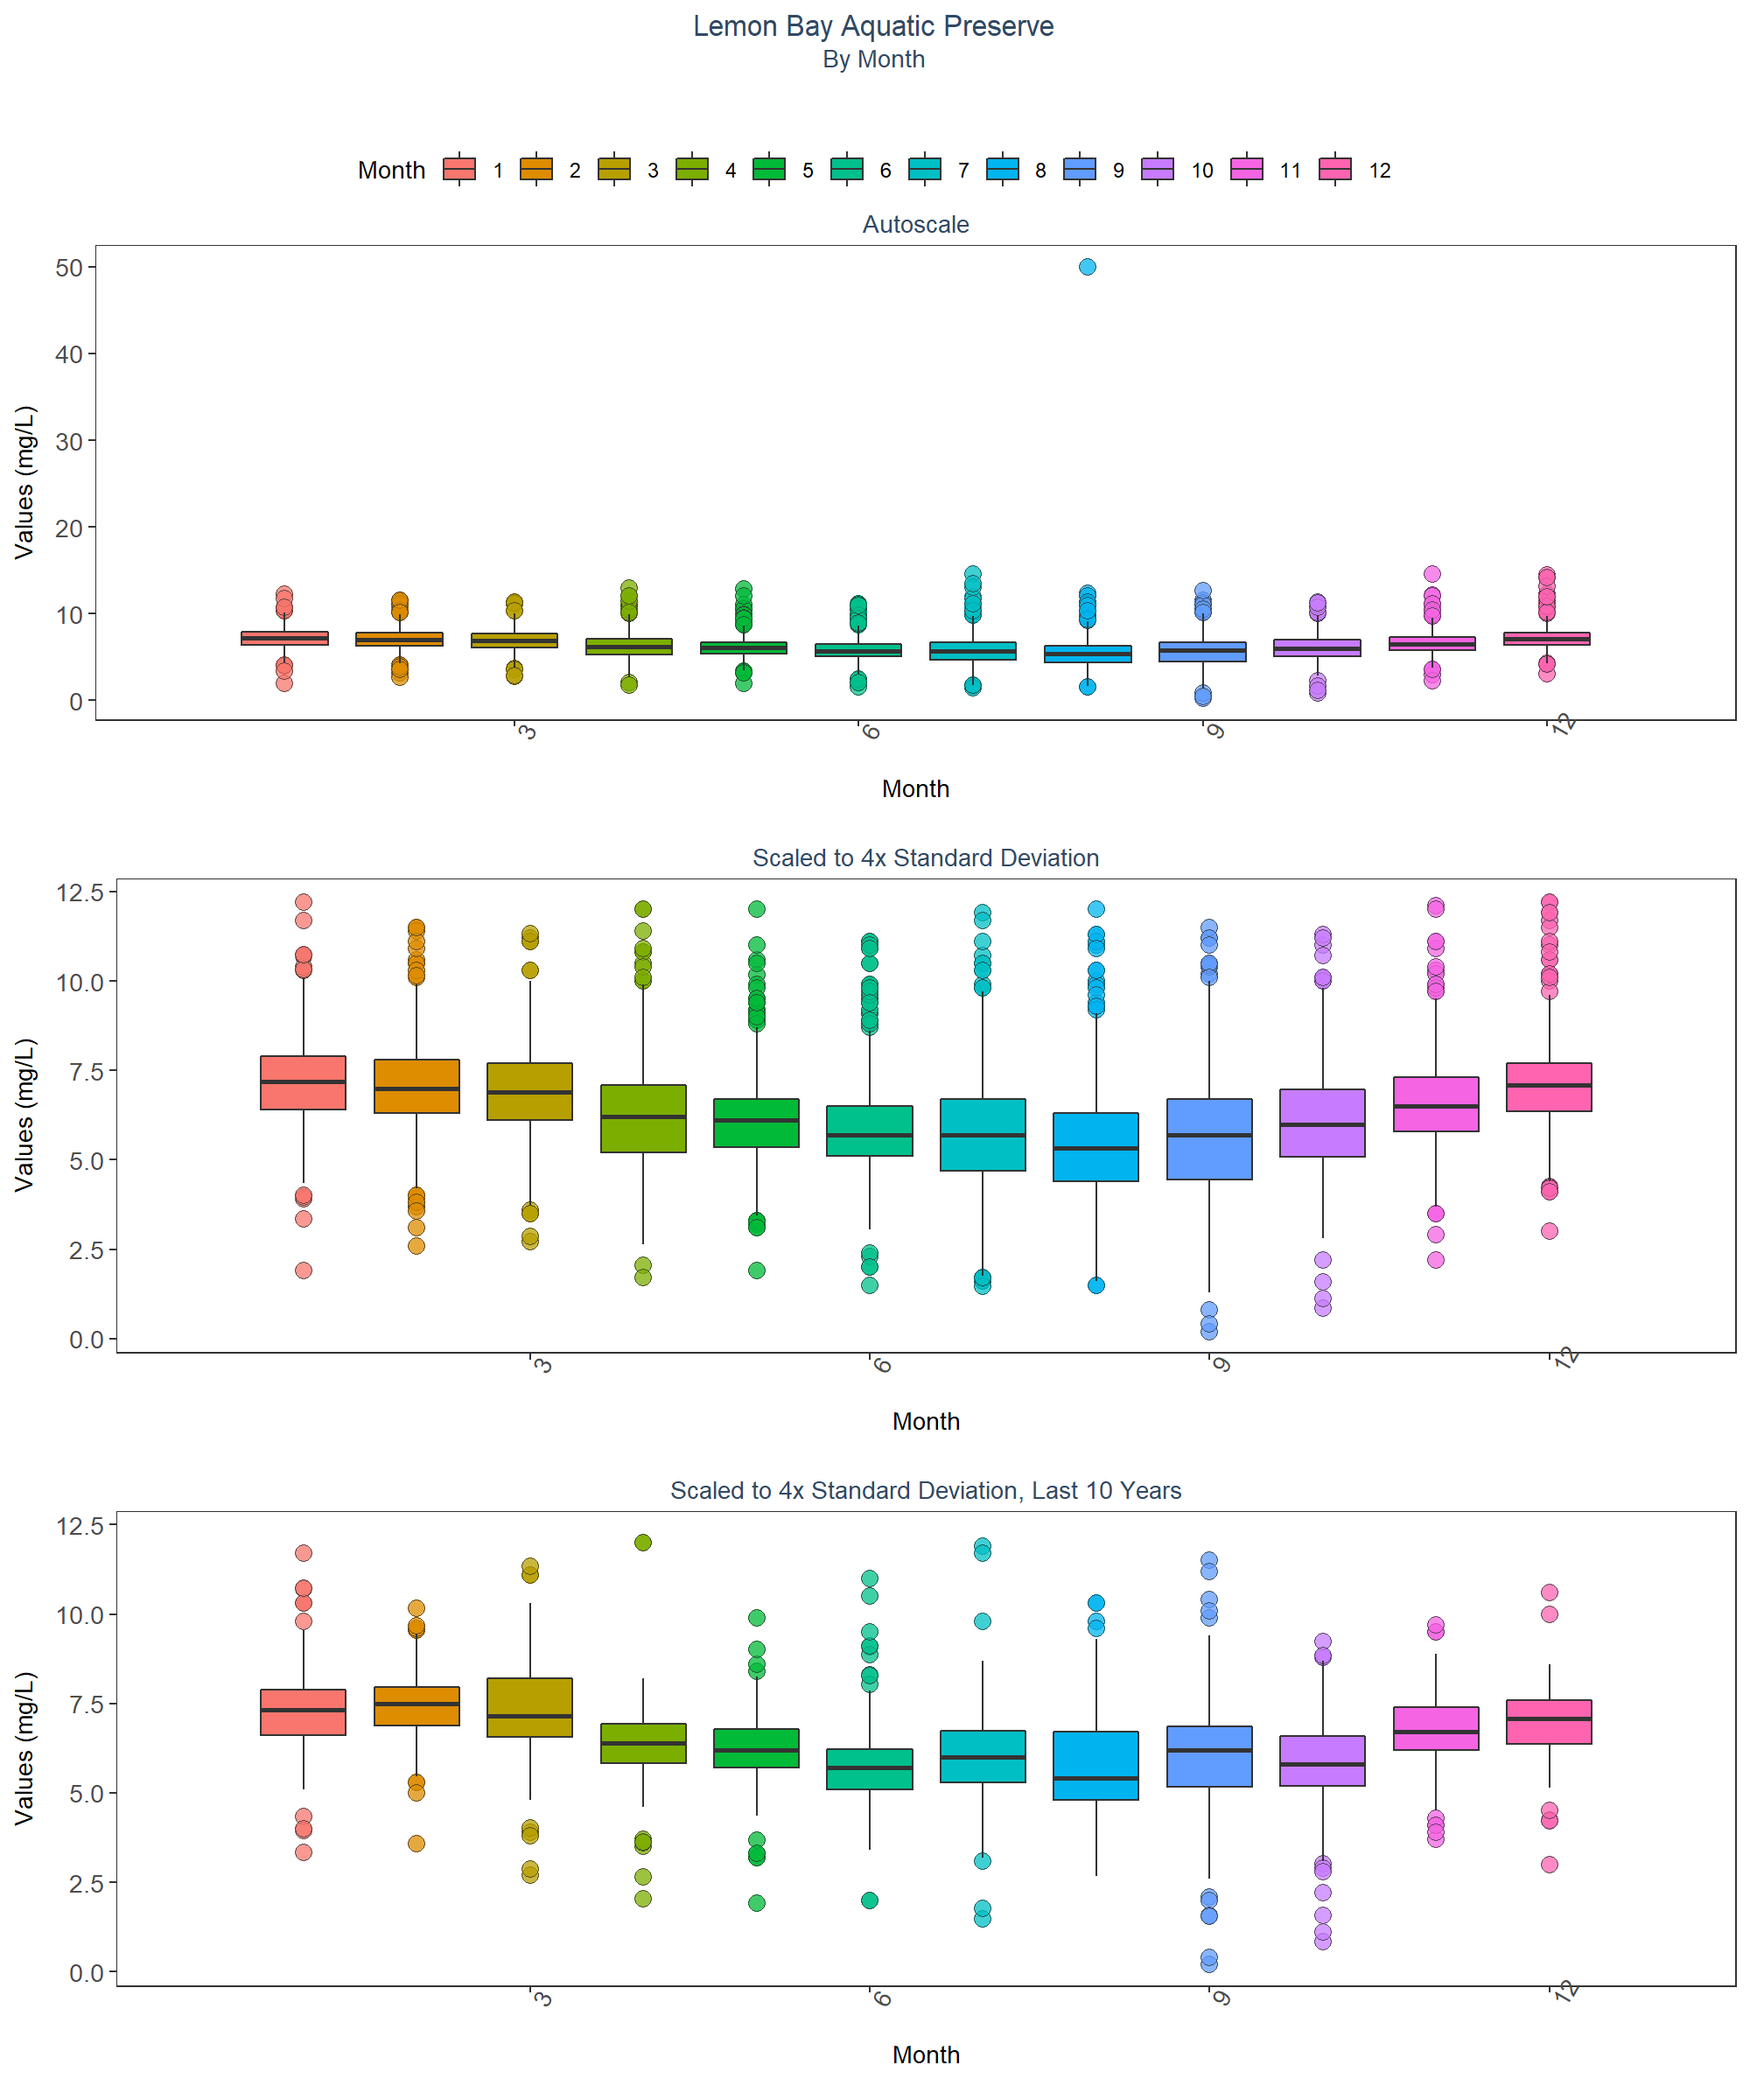 Lemon Bay Aquatic Preserve
By Month
Month 1 2 3 4 5 6 7 8 9 10 11 12
Autoscale
Values (mg/L)
50
40
30
20
10
0
3 6 9 12
Month
Scaled to 4x Standard Deviation
Values (mg/L)
12.5
10.0
7.5
5.0
2.5
0.0
3 6 9 12
Month
Scaled to 4x Standard Deviation, Last 10 Years
Values (mg/L)
12.5
10.0
7.5
5.0
2.5
0.0
3 6 9 12
Month